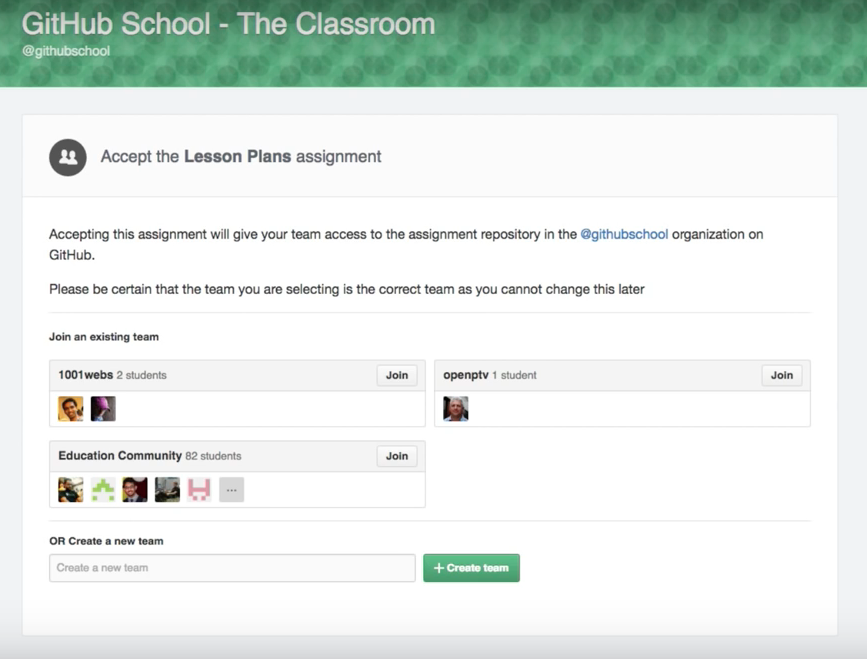 GitHub School - The Classroom
@githubschool
Accept the Lesson Plans assignment
Accepting this assignment will give your team access to the assignment repository in the @githubschool organization on
GitHub.
Please be certain that the team you are selecting is the correct team as you cannot change this later
Join an existing team
1001webs 2 students Join
openptv 1 student Join
Education Community 82 students Join
...
OR Create a new team
Create a new team
+ Create team